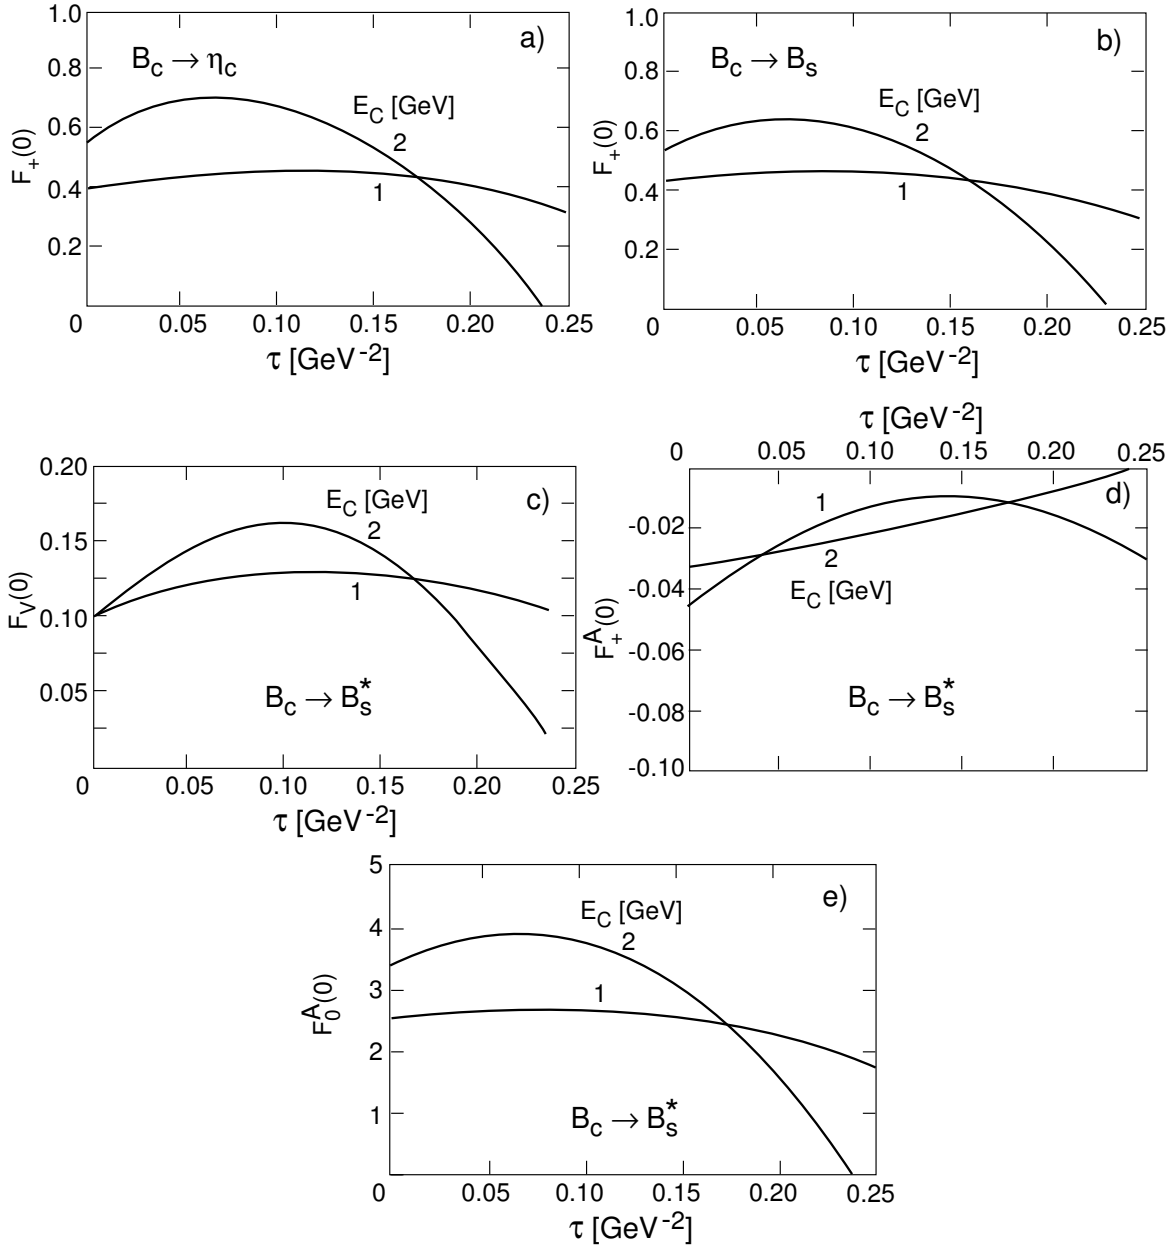 a)
B_c → η_c
E_C [GeV]
2
1
F_+(0)
1.0
0.8
0.6
0.4
0.2
0 0.05 0.10 0.15 0.20 0.25
τ [GeV^-2]
b)
B_c → B_s
E_C [GeV]
2
1
F_+(0)
1.0
0.8
0.6
0.4
0.2
0 0.05 0.10 0.15 0.20 0.25
τ [GeV^-2]
c)
E_C [GeV]
2
1
B_c → B_s^*
F_V(0)
0.20
0.15
0.10
0.05
0 0.05 0.10 0.15 0.20 0.25
τ [GeV^-2]
τ [GeV^-2]
0 0.05 0.10 0.15 0.20 0.25
d)
1
2
E_C [GeV]
B_c → B_s^*
F_+^A(0)
-0.02
-0.04
-0.06
-0.08
-0.10
e)
E_C [GeV]
2
1
B_c → B_s^*
F_0^A(0)
5
4
3
2
1
0 0.05 0.10 0.15 0.20 0.25
τ [GeV^-2]